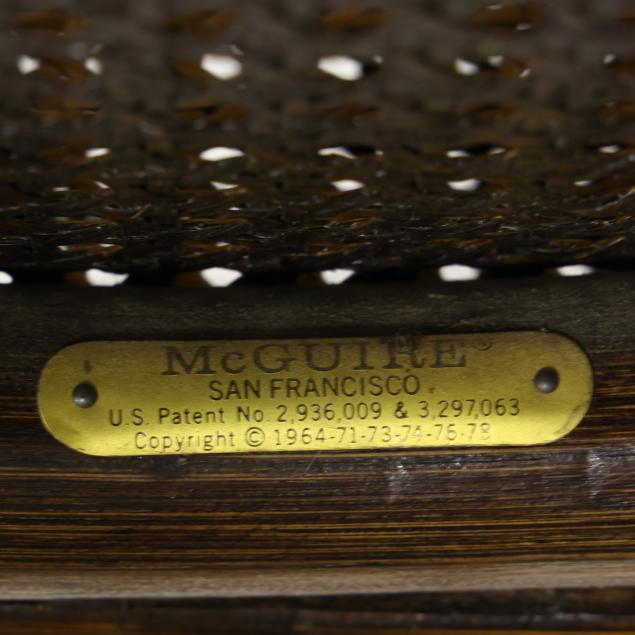 McGUIRE®
SAN FRANCISCO
U.S. Patent No. 2,936,009 & 3,297,063
Copyright © 1964-71-73-74-76-78